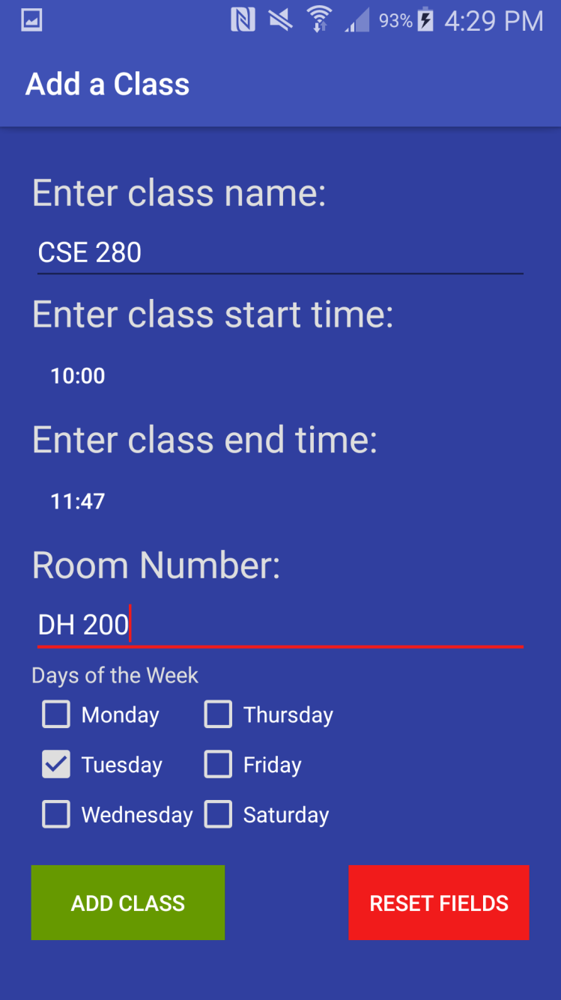 93% 4:29 PM
Add a Class
Enter class name:
CSE 280
Enter class start time:
10:00
Enter class end time:
11:47
Room Number:
DH 200
Days of the Week
Monday Thursday
Tuesday Friday
Wednesday Saturday
ADD CLASS RESET FIELDS